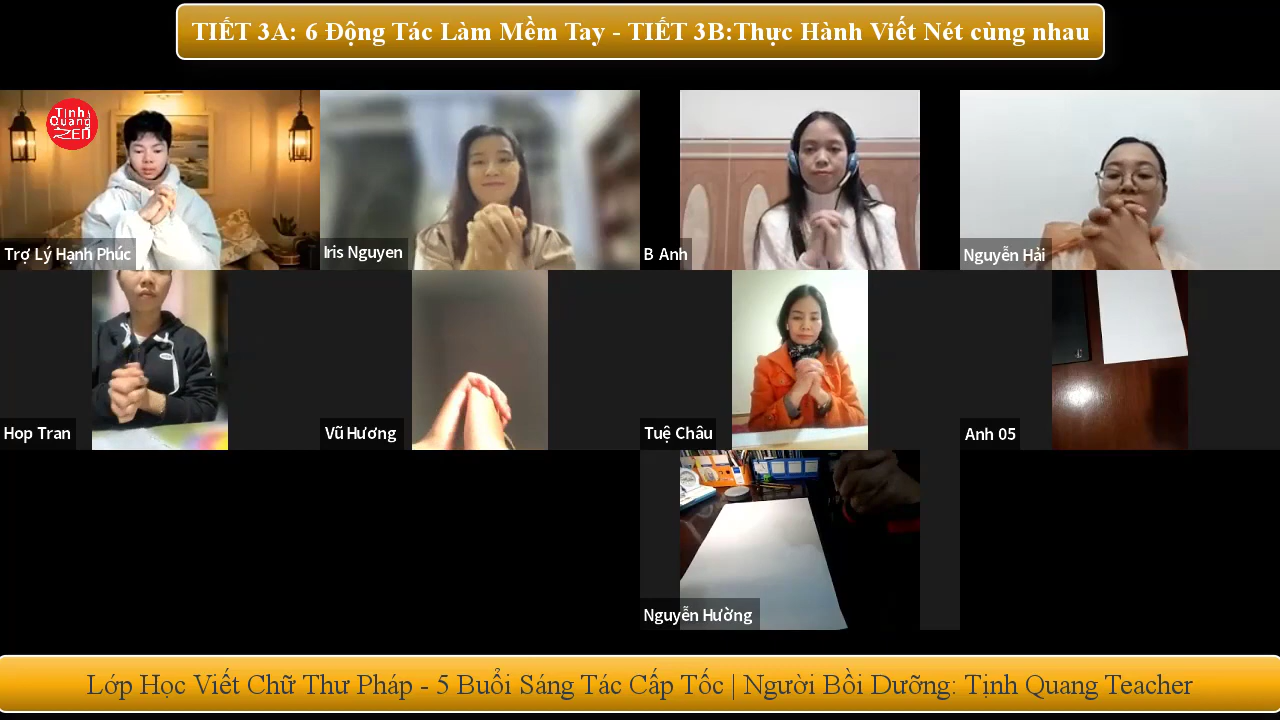 TIẾT 3A: 6 Động Tác Làm Mềm Tay - TIẾT 3B:Thực Hành Viết Nét cùng nhau
Tịnh
Quang
ZEN
Trợ Lý Hạnh Phúc
Iris Nguyen
B Anh
Nguyễn Hải
Hop Tran
Vũ Hương
Tuệ Châu
Anh 05
Nguyễn Hường
Lớp Học Viết Chữ Thư Pháp - 5 Buổi Sáng Tác Cấp Tốc | Người Bồi Dưỡng: Tịnh Quang Teacher